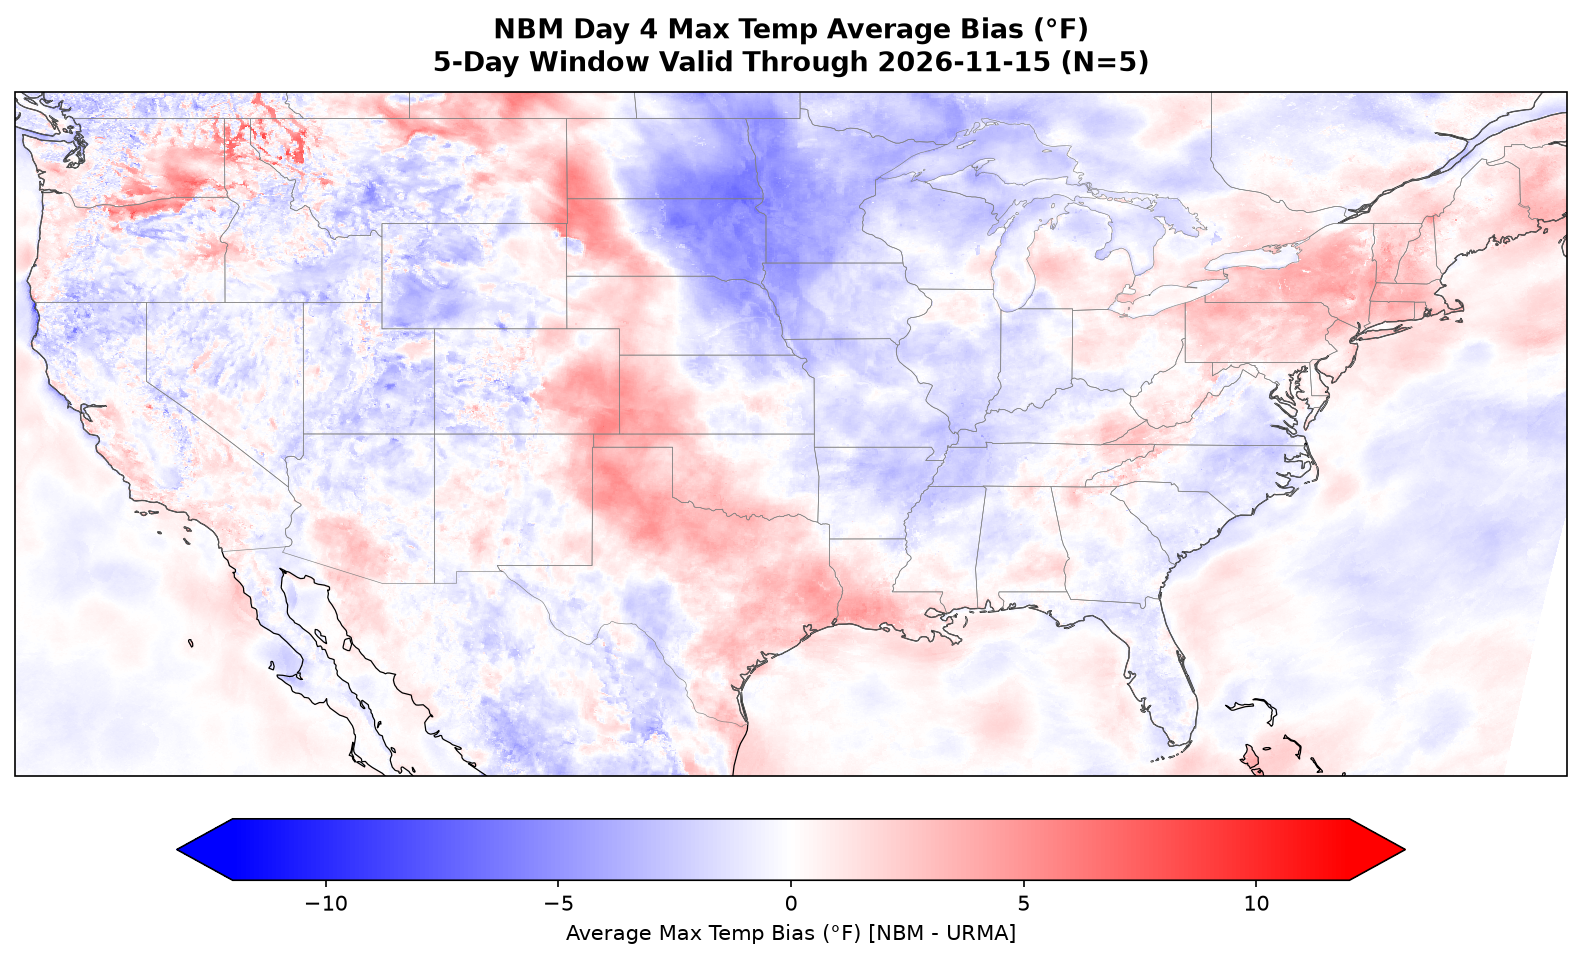 NBM Day 4 Max Temp Average Bias (°F)
5-Day Window Valid Through 2026-11-15 (N=5)
−10 −5 0 5 10
Average Max Temp Bias (°F) [NBM - URMA]